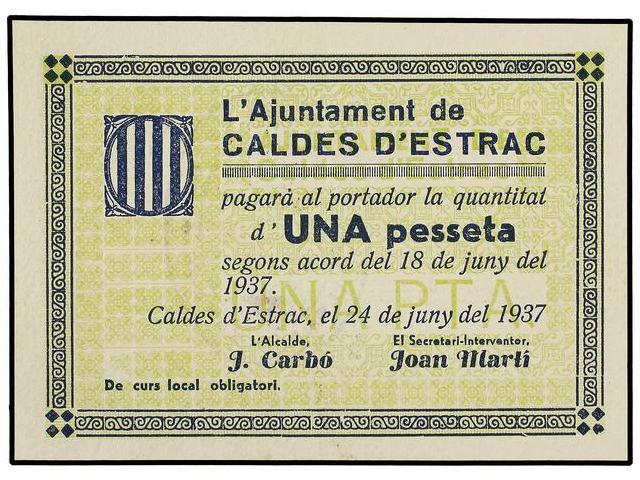 L'Ajuntament de
CALDES D'ESTRAC
pagarà al portador la quantitat
d' UNA pesseta
segons acord del 18 de juny del
1937.
UNA PTA
Caldes d'Estrac, el 24 de juny del 1937
L'Alcalde, El Secretari-Interventor,
J. Carbó Joan Martí
De curs local obligatori.